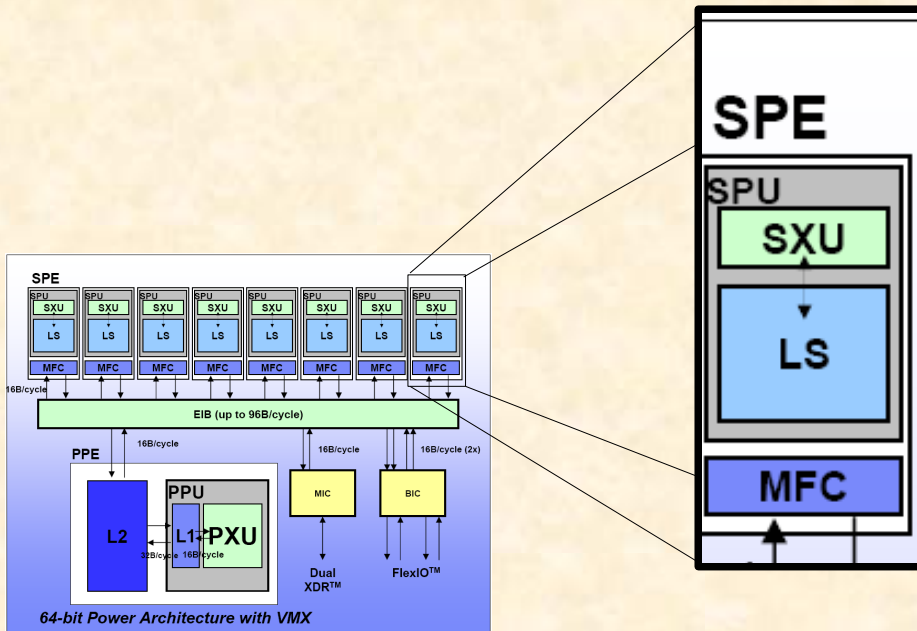 SPE
SPU SPU SPU SPU SPU SPU SPU SPU
SXU SXU SXU SXU SXU SXU SXU SXU
LS LS LS LS LS LS LS LS
MFC MFC MFC MFC MFC MFC MFC MFC
16B/cycle
EIB (up to 96B/cycle)
16B/cycle 16B/cycle 16B/cycle (2x)
PPE
PPU
L2 L1 PXU
32B/cycle 16B/cycle
MIC BIC
Dual
XDR™
FlexIO™
64-bit Power Architecture with VMX
SPE
SPU
SXU
LS
MFC